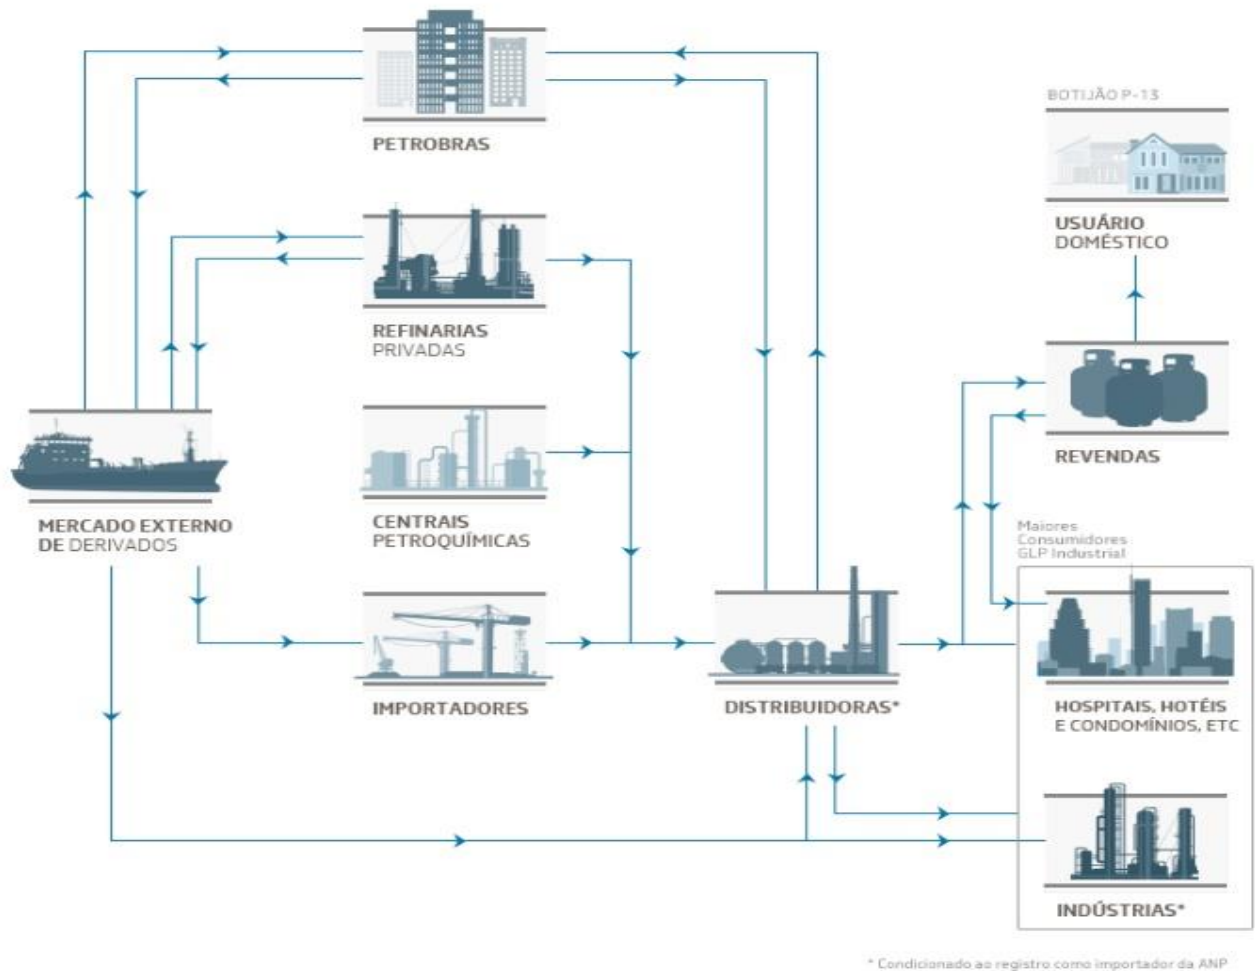 PETROBRAS
BOTIJÃO P-13
USUÁRIO
DOMÉSTICO
REFINARIAS
PRIVADAS
REVENDAS
MERCADO EXTERNO
DE DERIVADOS
CENTRAIS
PETROQUÍMICAS
Maiores
Consumidores
GLP Industrial
IMPORTADORES
DISTRIBUIDORAS*
HOSPITAIS, HOTÉIS
E CONDOMÍNIOS, ETC
INDÚSTRIAS*
* Condicionado ao registro como importador da ANP